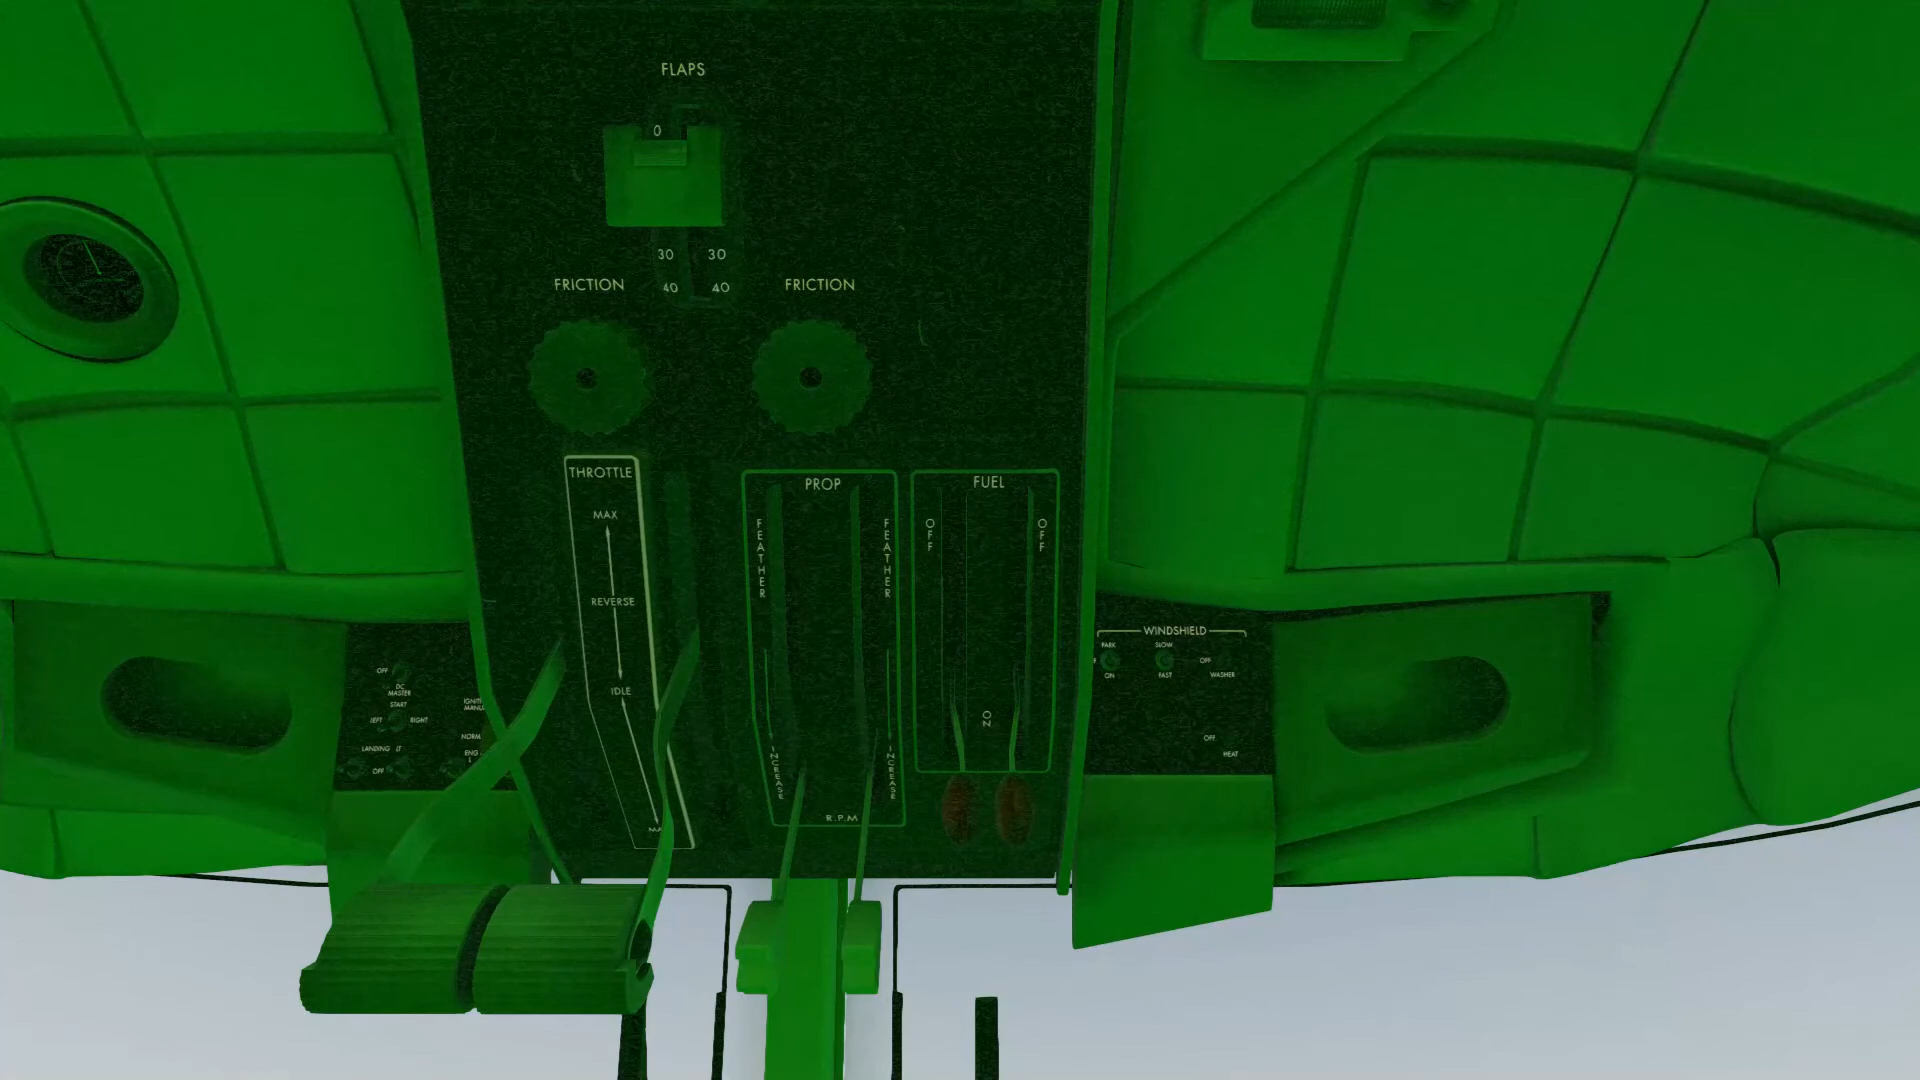 FLAPS
0
30 30
40 40
FRICTION FRICTION
THROTTLE
MAX
REVERSE
IDLE
PROP
FEATHER FEATHER
INCREASE INCREASE
R.P.M
FUEL
OFF OFF
ON
OFF
DC
MASTER
START
LEFT RIGHT
LANDING LT
OFF
NORM
ENG
WINDSHIELD
PARK SLOW
OFF
ON FAST WASHER
OFF
HEAT